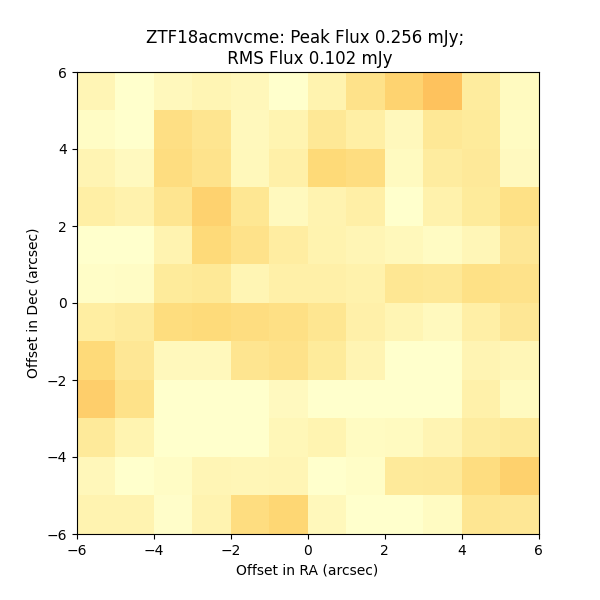 ZTF18acmvcme: Peak Flux 0.256 mJy;
RMS Flux 0.102 mJy
6
4
2
0
−2
−4
−6
Offset in Dec (arcsec)
−6 −4 −2 0 2 4 6
Offset in RA (arcsec)